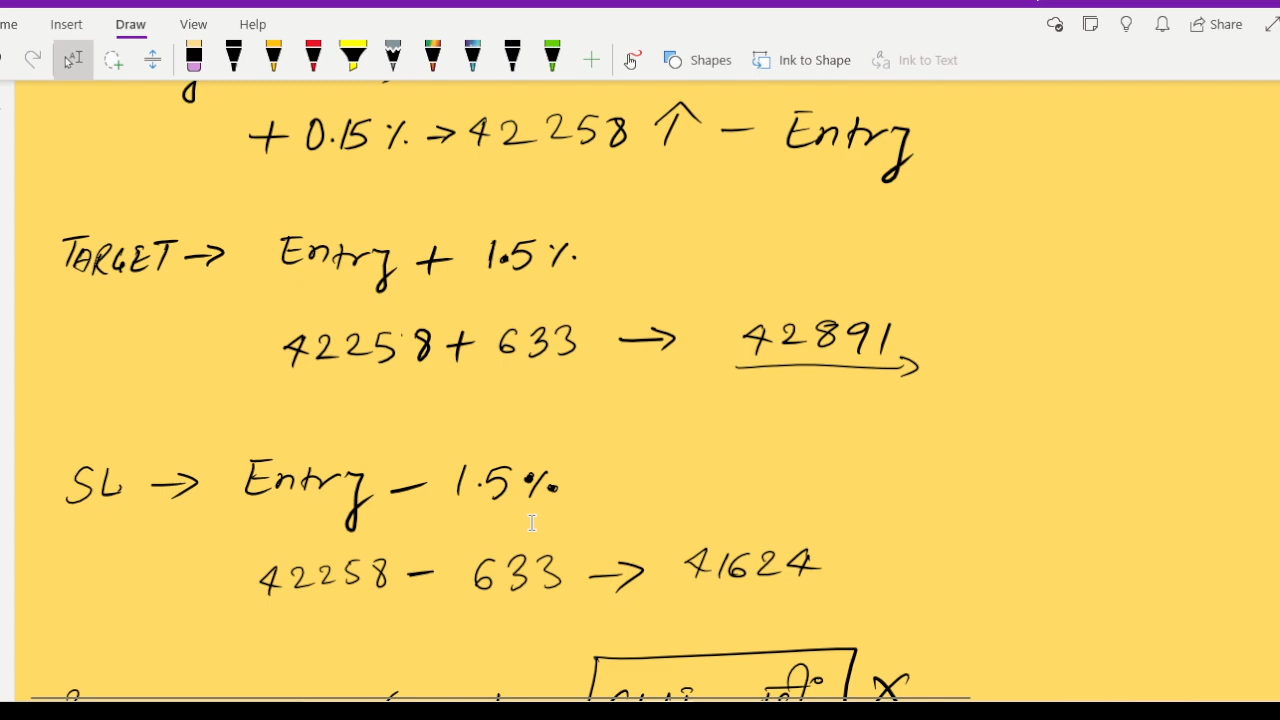 Insert Draw View Help Share
Shapes Ink to Shape Ink to Text
+ 0.15% → 42258 ↑ - Entry
TARGET → Entry + 1.5%
42258 + 633 → 42891
SL → Entry - 1.5%
42258 - 633 → 41624
X